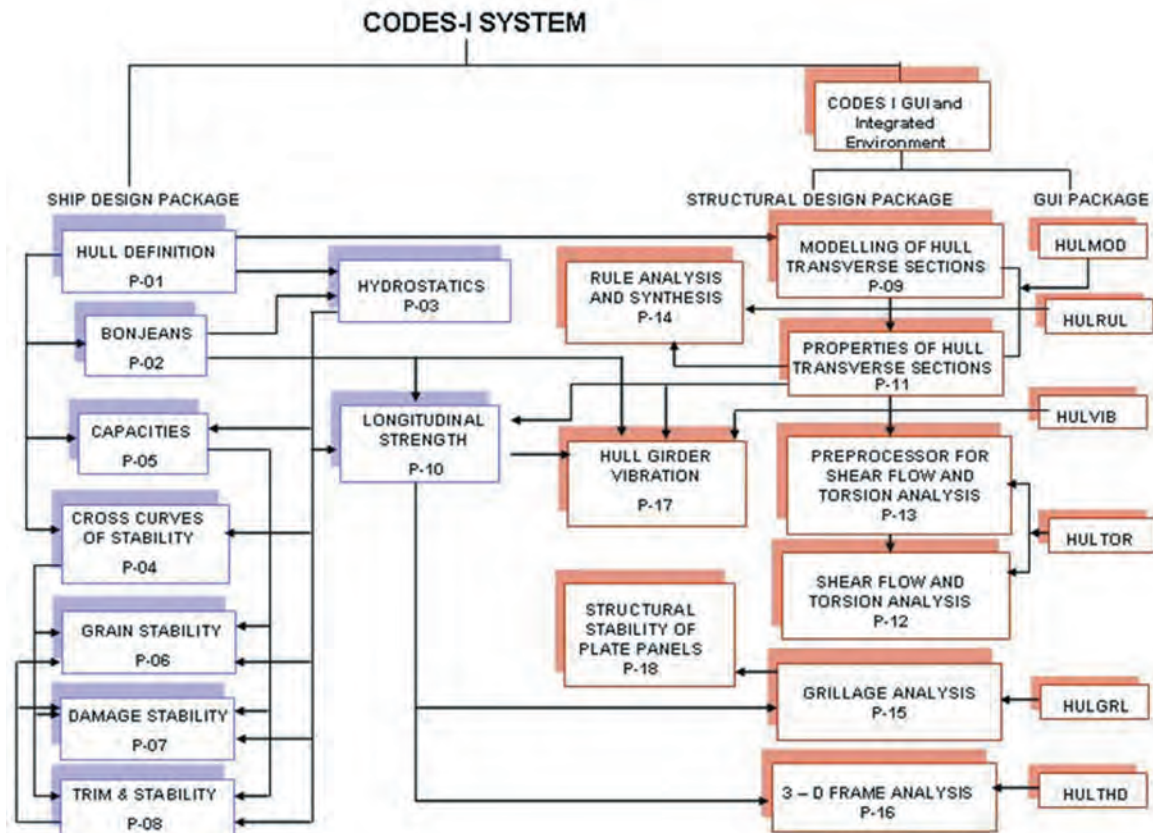 CODES-I SYSTEM
CODES I GUI and
Integrated
Environment
SHIP DESIGN PACKAGE
STRUCTURAL DESIGN PACKAGE
GUI PACKAGE
HULL DEFINITION
P-01
BONJEANS
P-02
CAPACITIES
P-05
CROSS CURVES
OF STABILITY
P-04
GRAIN STABILITY
P-06
DAMAGE STABILITY
P-07
TRIM & STABILITY
P-08
HYDROSTATICS
P-03
LONGITUDINAL
STRENGTH
P-10
RULE ANALYSIS
AND SYNTHESIS
P-14
HULL GIRDER
VIBRATION
P-17
STRUCTURAL
STABILITY OF
PLATE PANELS
P-18
MODELLING OF HULL
TRANSVERSE SECTIONS
P-09
PROPERTIES OF HULL
TRANSVERSE SECTIONS
P-11
PREPROCESSOR FOR
SHEAR FLOW AND
TORSION ANALYSIS
P-13
SHEAR FLOW AND
TORSION ANALYSIS
P-12
GRILLAGE ANALYSIS
P-15
3 – D FRAME ANALYSIS
P-16
HULMOD
HULRUL
HULVIB
HULTOR
HULGRL
HULTHD